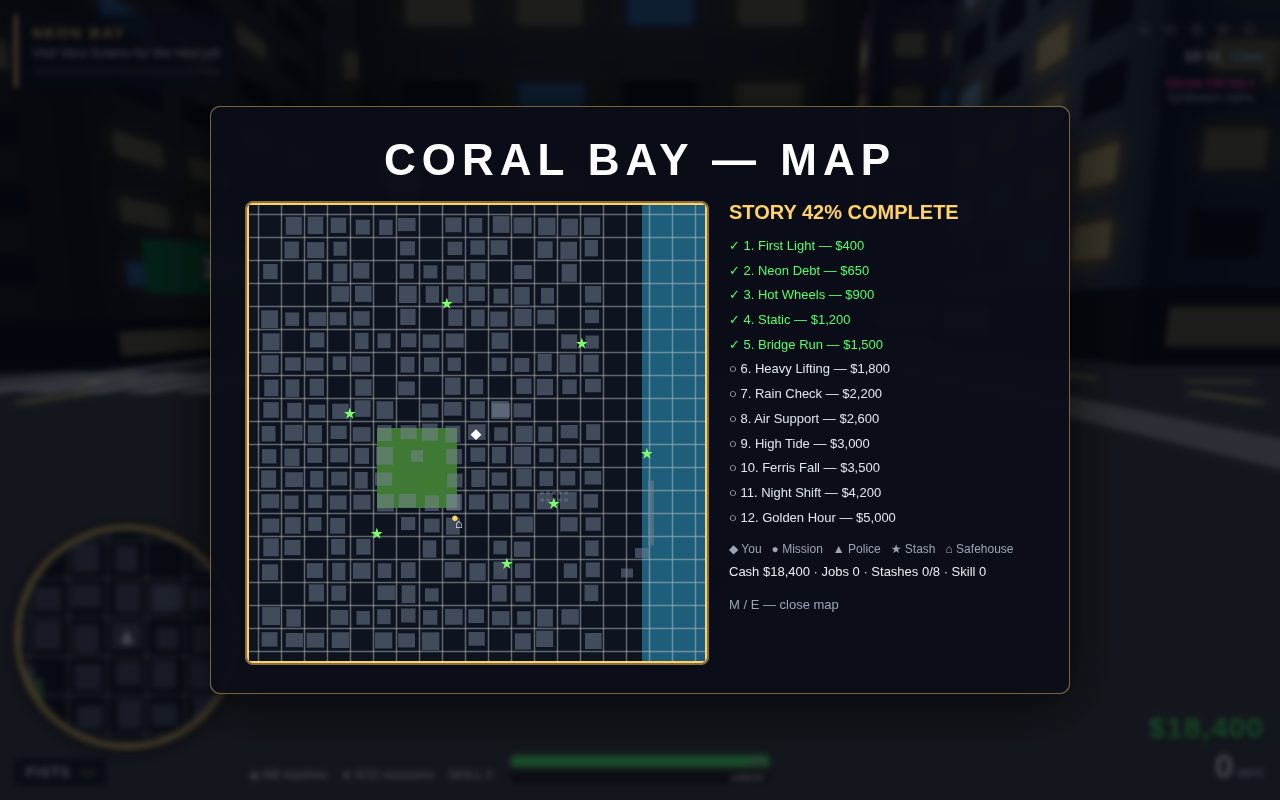 NEON BAY
CORAL BAY — MAP
STORY 42% COMPLETE
✓ 1. First Light — $400
✓ 2. Neon Debt — $650
✓ 3. Hot Wheels — $900
✓ 4. Static — $1,200
✓ 5. Bridge Run — $1,500
○ 6. Heavy Lifting — $1,800
○ 7. Rain Check — $2,200
○ 8. Air Support — $2,600
○ 9. High Tide — $3,000
○ 10. Ferris Fall — $3,500
○ 11. Night Shift — $4,200
○ 12. Golden Hour — $5,000
◆ You ● Mission ▲ Police ★ Stash ⌂ Safehouse
Cash $18,400 · Jobs 0 · Stashes 0/8 · Skill 0
M / E — close map
$18,400
0
FISTS